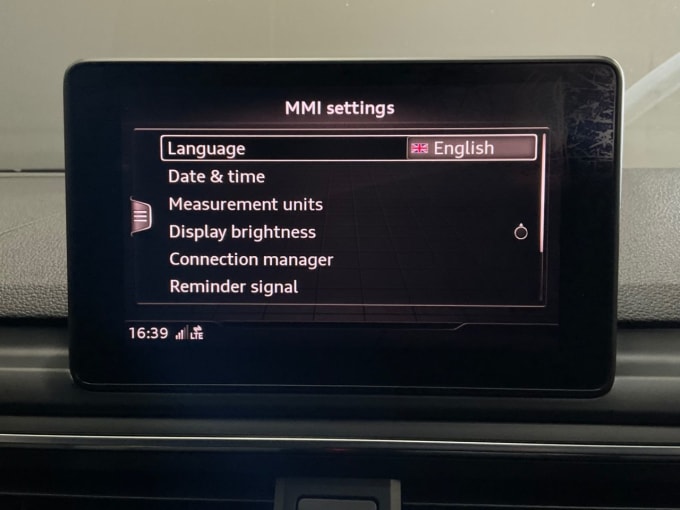 MMI settings
Language English
Date & time
Measurement units
Display brightness
Connection manager
Reminder signal
16:39 LTE